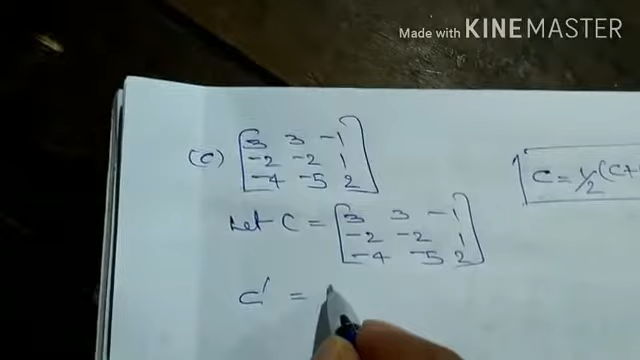 Made with KINEMASTER
(c) [3 3 -1
-2 -2 1
-4 -5 2]
Let C = [3 3 -1
-2 -2 1
-4 -5 2]
C = 1/2 (C+
C' =